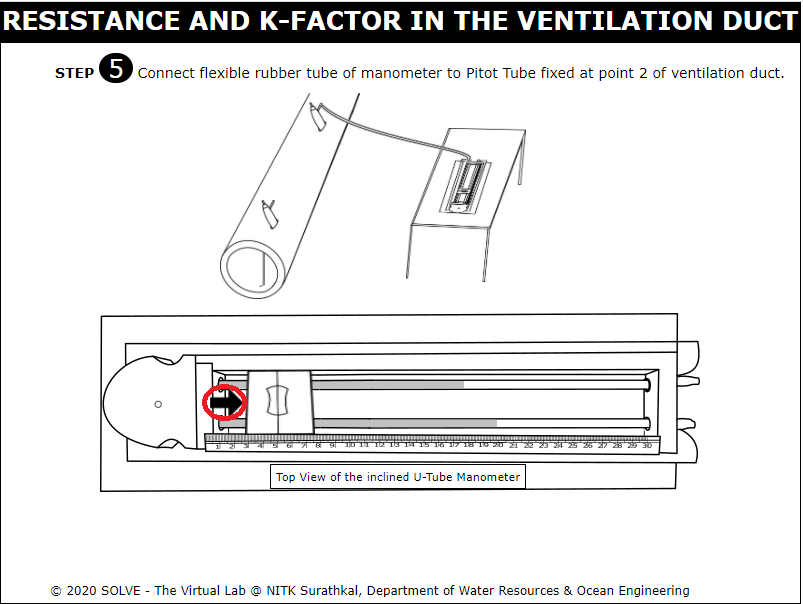 RESISTANCE AND K-FACTOR IN THE VENTILATION DUCT
STEP 5 Connect flexible rubber tube of manometer to Pitot Tube fixed at point 2 of ventilation duct.
1 2 3 4 5 6 7 8 9 10 11 12 13 14 15 16 17 18 19 20 21 22 23 24 25 26 27 28 29 30
Top View of the inclined U-Tube Manometer
© 2020 SOLVE - The Virtual Lab @ NITK Surathkal, Department of Water Resources & Ocean Engineering